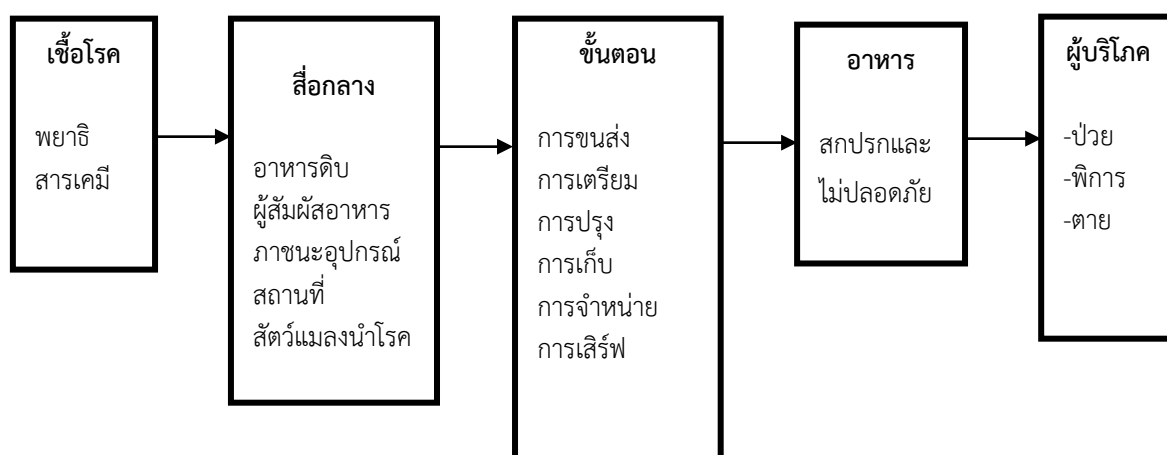 เชื้อโรค
พยาธิ
สารเคมี
สื่อกลาง
อาหารดิบ
ผู้สัมผัสอาหาร
ภาชนะอุปกรณ์
สถานที่
สัตว์แมลงนำโรค
ขั้นตอน
การขนส่ง
การเตรียม
การปรุง
การเก็บ
การจำหน่าย
การเสิร์ฟ
อาหาร
สกปรกและ
ไม่ปลอดภัย
ผู้บริโภค
-ป่วย
-พิการ
-ตาย